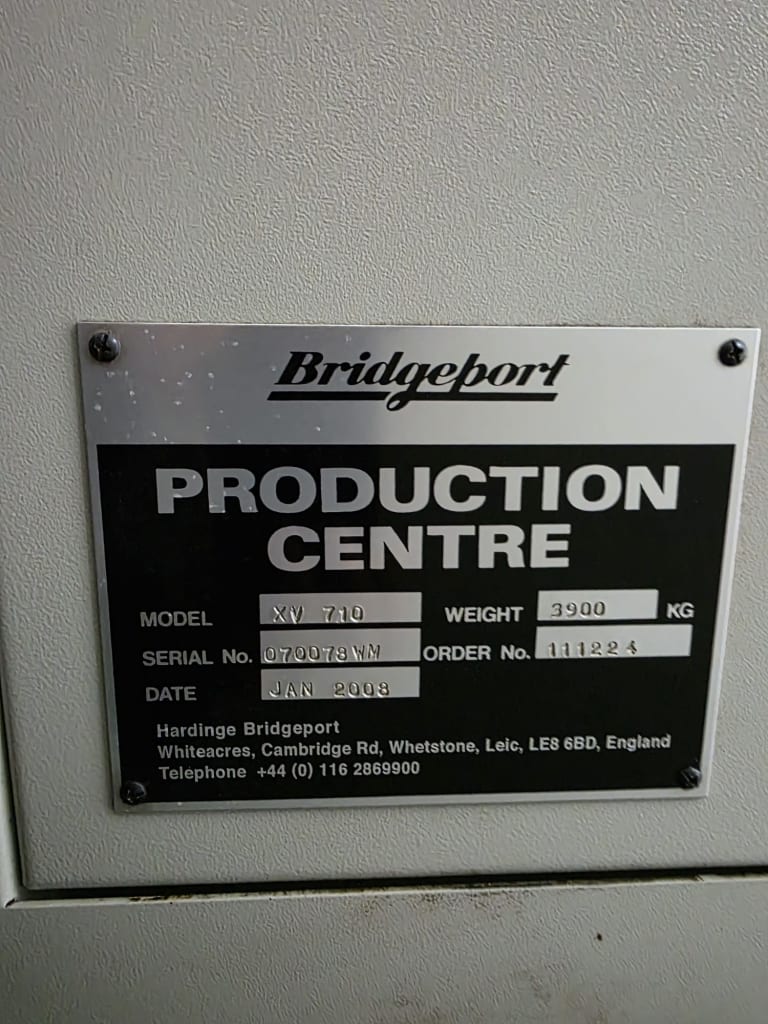 Bridgeport
PRODUCTION
CENTRE
MODEL XV 710 WEIGHT 3900 KG
SERIAL No. 070078WM ORDER No. 111224
DATE JAN 2008
Hardinge Bridgeport
Whiteacres, Cambridge Rd, Whetstone, Leic, LE8 6BD, England
Telephone +44 (0) 116 2869900